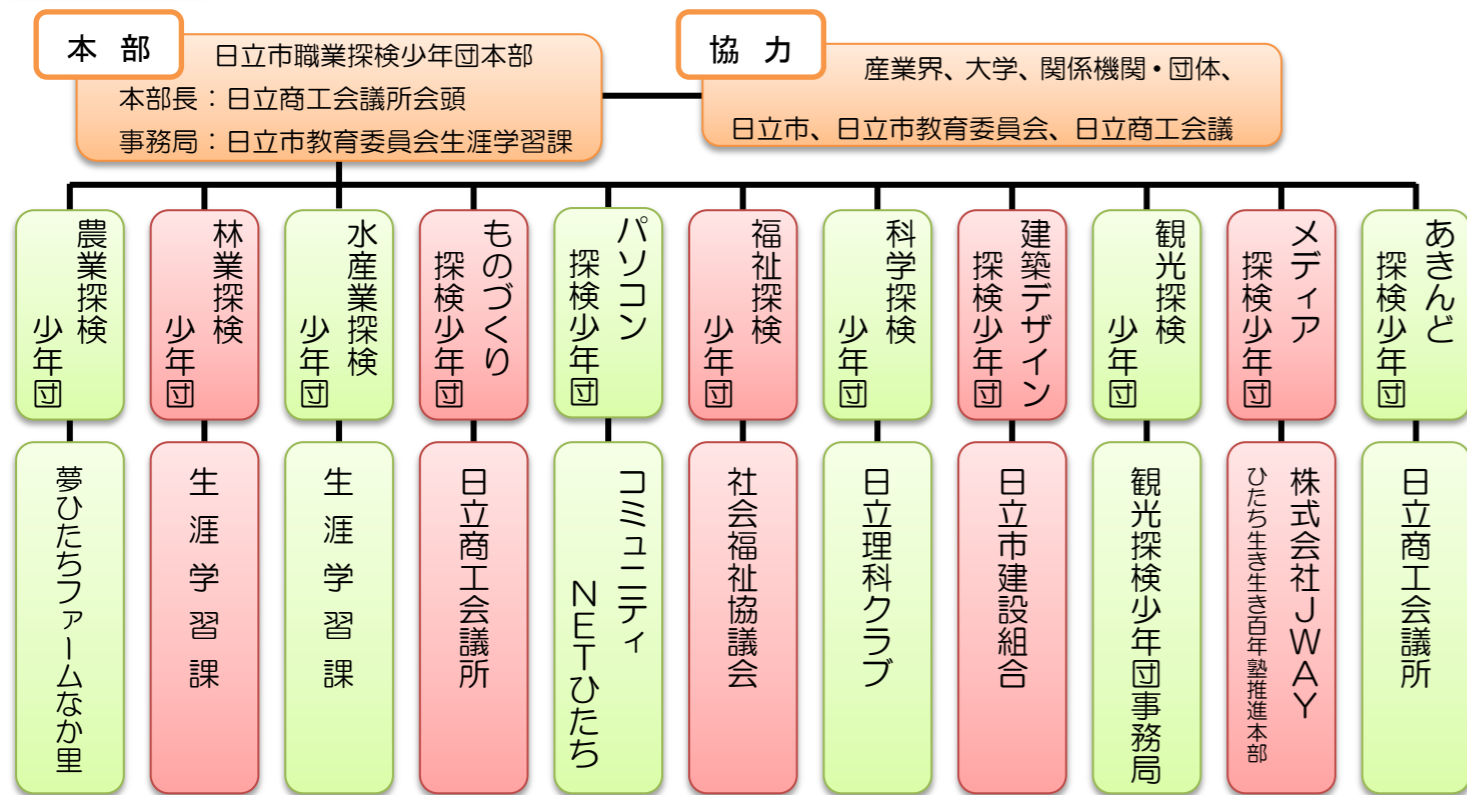 本 部
日立市職業探検少年団本部
本部長：日立商工会議所会頭
事務局：日立市教育委員会生涯学習課
協 力
産業界、大学、関係機関・団体、
日立市、日立市教育委員会、日立商工会議
農業探検
少年団
林業探検
少年団
水産業探検
少年団
ものづくり
探検少年団
パソコン
探検少年団
福祉探検
少年団
科学探検
少年団
建築デザイン
探検少年団
観光探検
少年団
メディア
探検少年団
あきんど
探検少年団
夢ひたちファームなか里
生涯学習課
生涯学習課
日立商工会議所
コミュニティ
NETひたち
社会福祉協議会
日立理科クラブ
日立市建設組合
観光探検少年団事務局
株式会社JWAY
ひたち生き生き百年塾推進本部
日立商工会議所